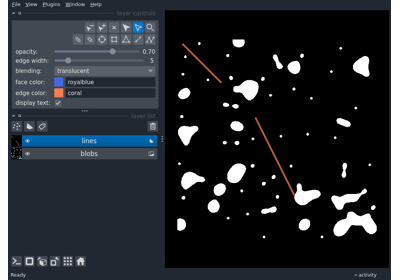 File View Plugins Window Help
layer controls
opacity: 0.70
edge width: 5
blending: translucent
face color: royalblue
edge color: coral
display text:
layer list
lines
blobs
Ready
activity